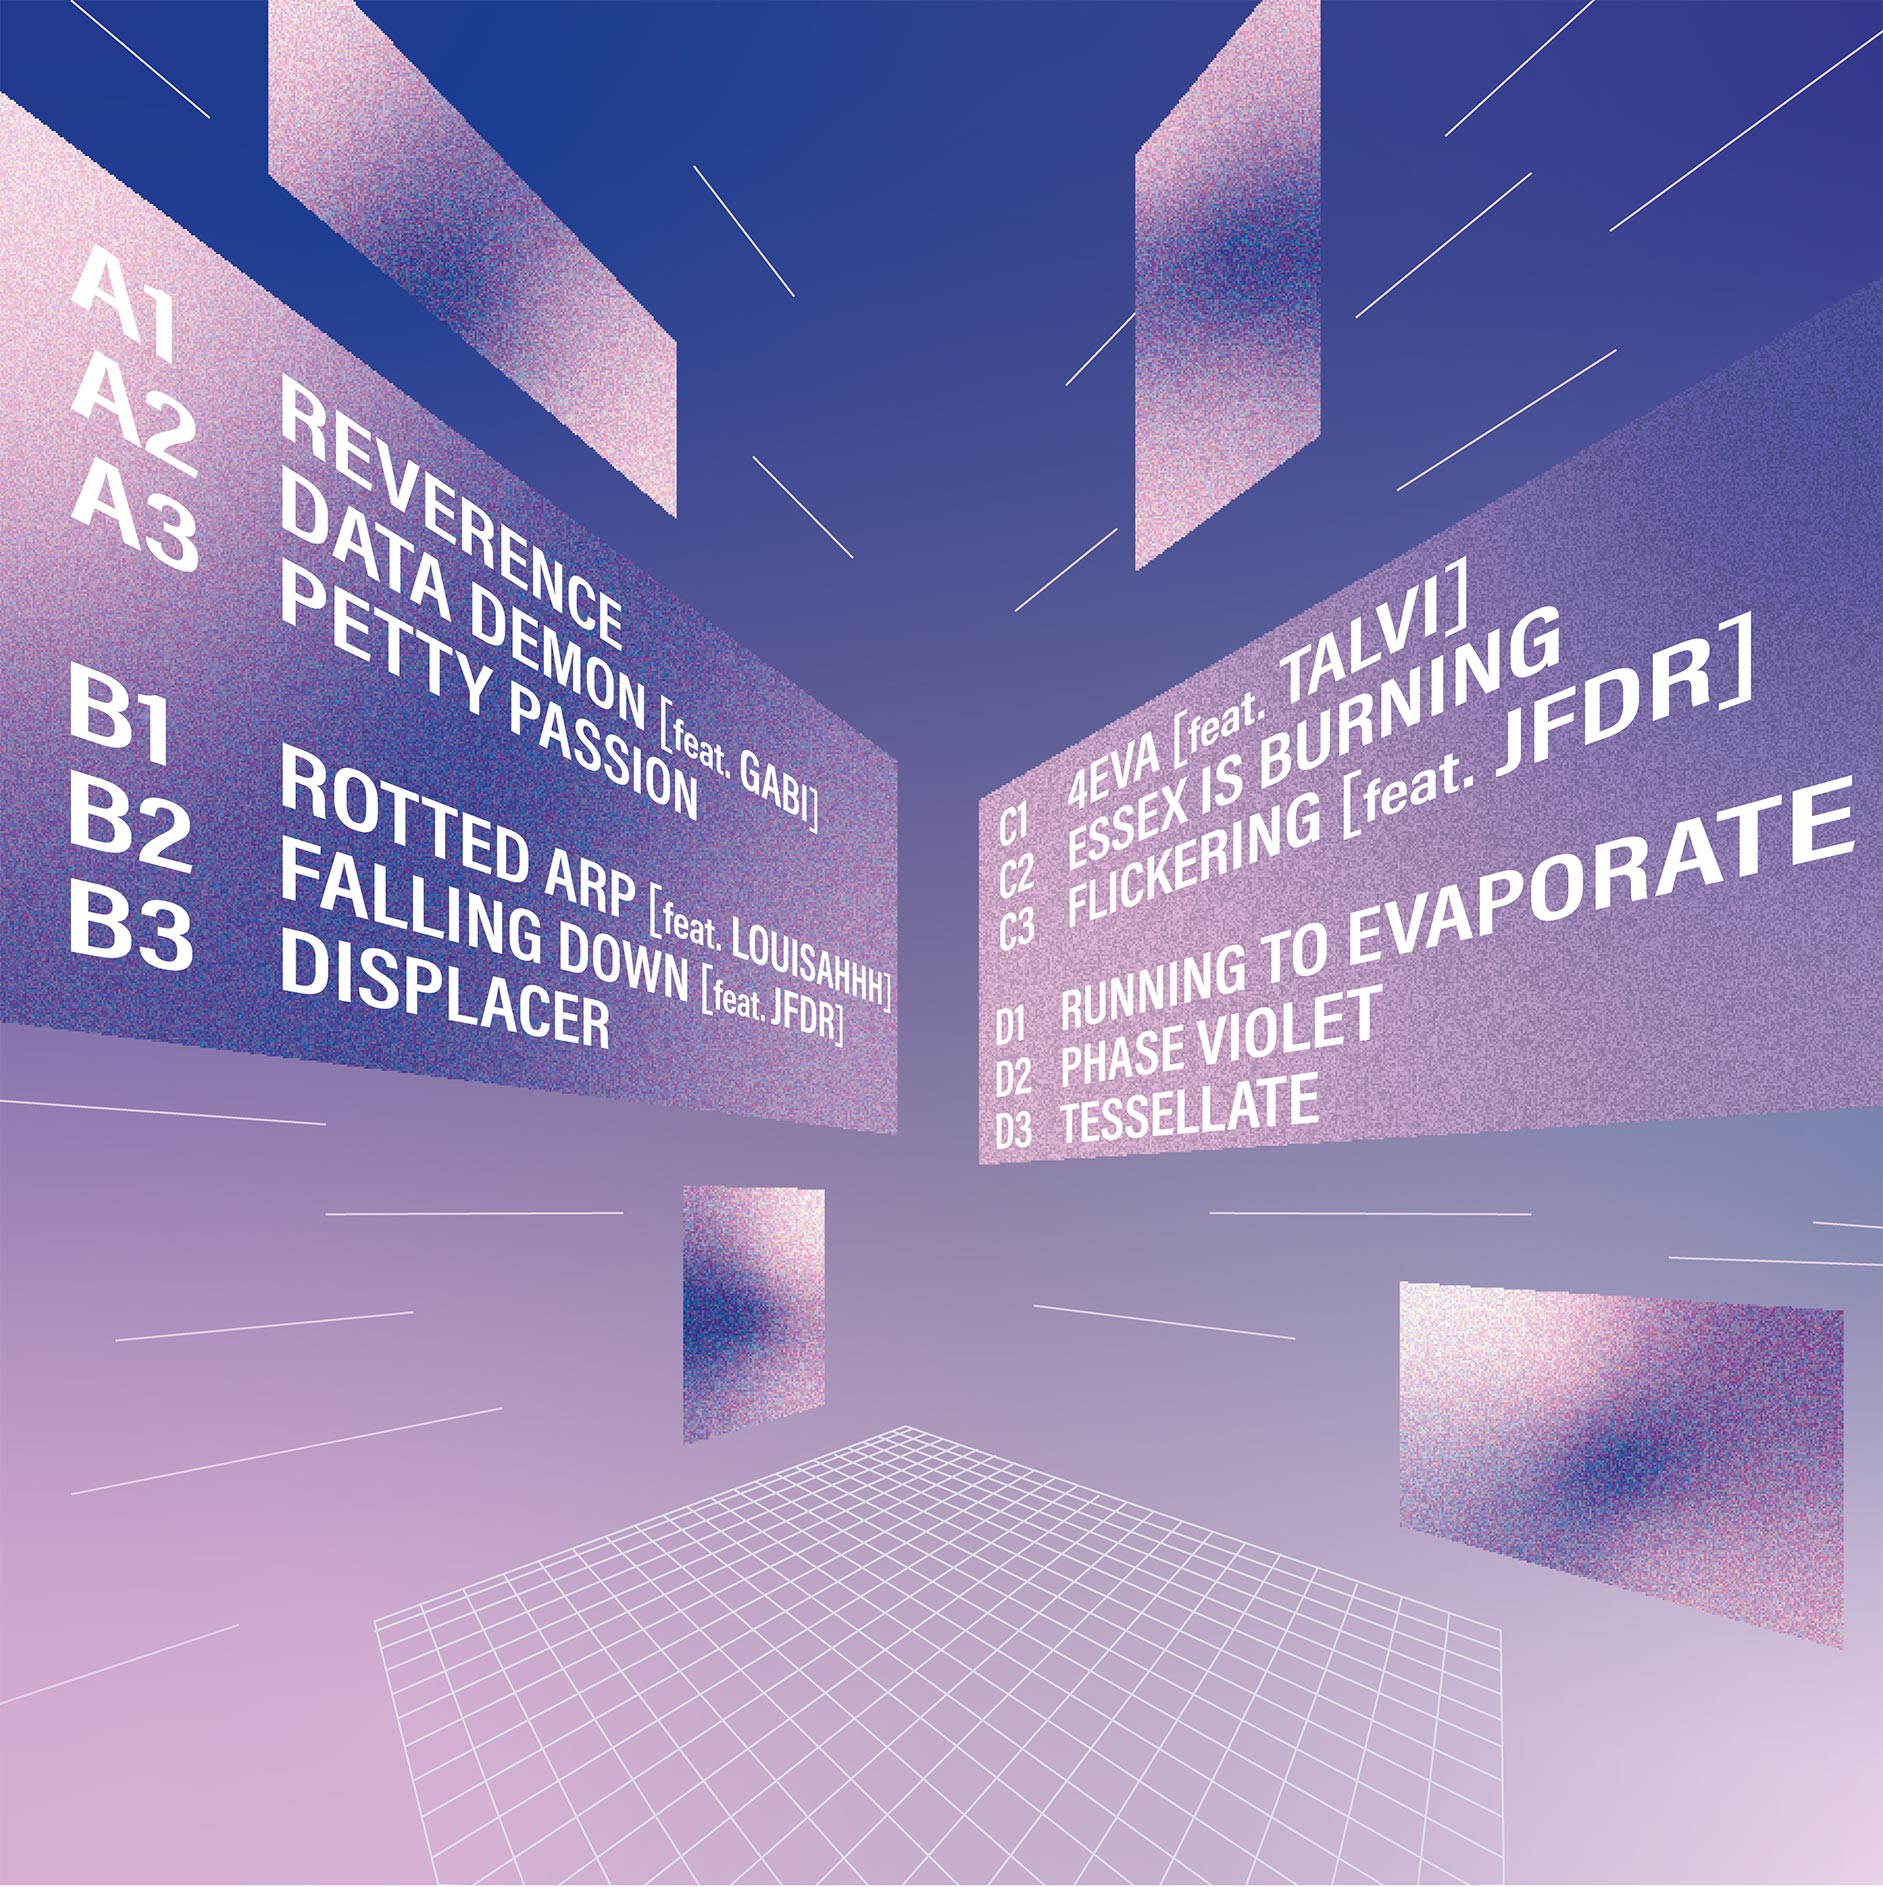 A1 REVERENCE
A2 DATA DEMON [feat. GABI]
A3 PETTY PASSION
B1 ROTTED ARP [feat. LOUISAHHH]
B2 FALLING DOWN [feat. JFDR]
B3 DISPLACER
C1 4EVA [feat. TALVI]
C2 ESSEX IS BURNING
C3 FLICKERING [feat. JFDR]
D1 RUNNING TO EVAPORATE
D2 PHASE VIOLET
D3 TESSELLATE